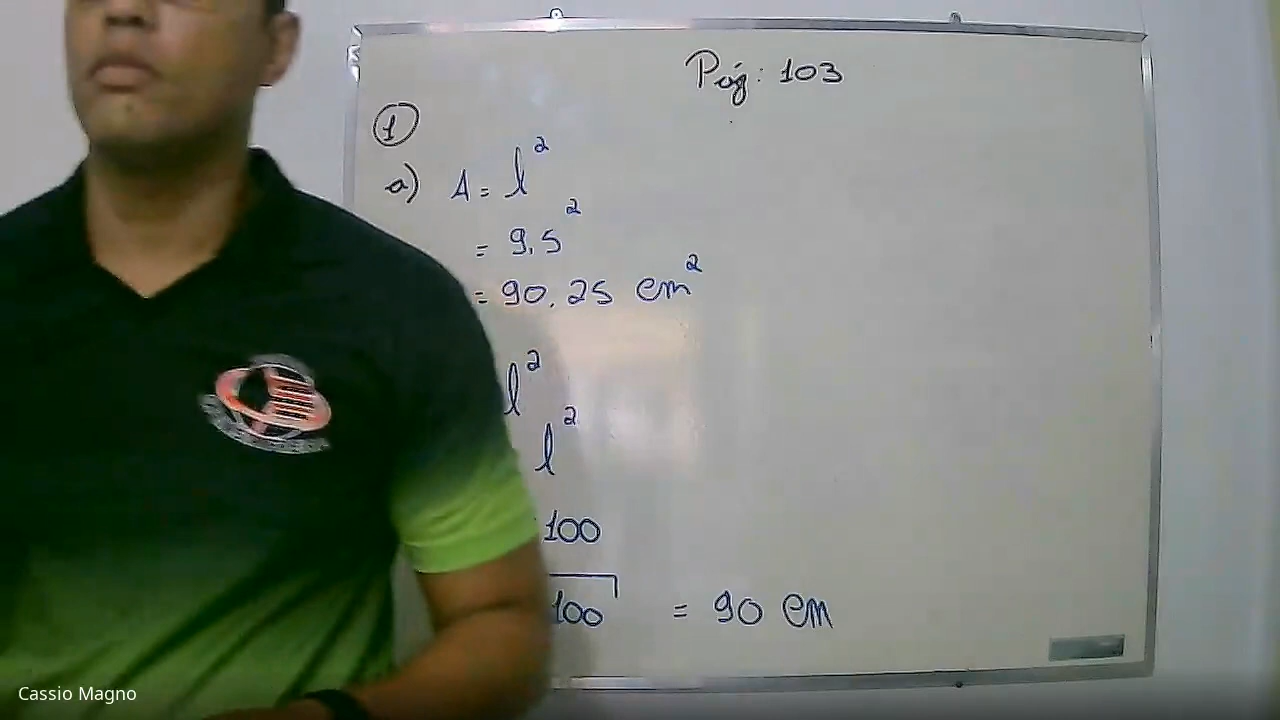 Pág: 103
1
a) A = l²
= 9,5²
= 90,25 cm²
l²
l²
100
100 = 90 cm
Cassio Magno